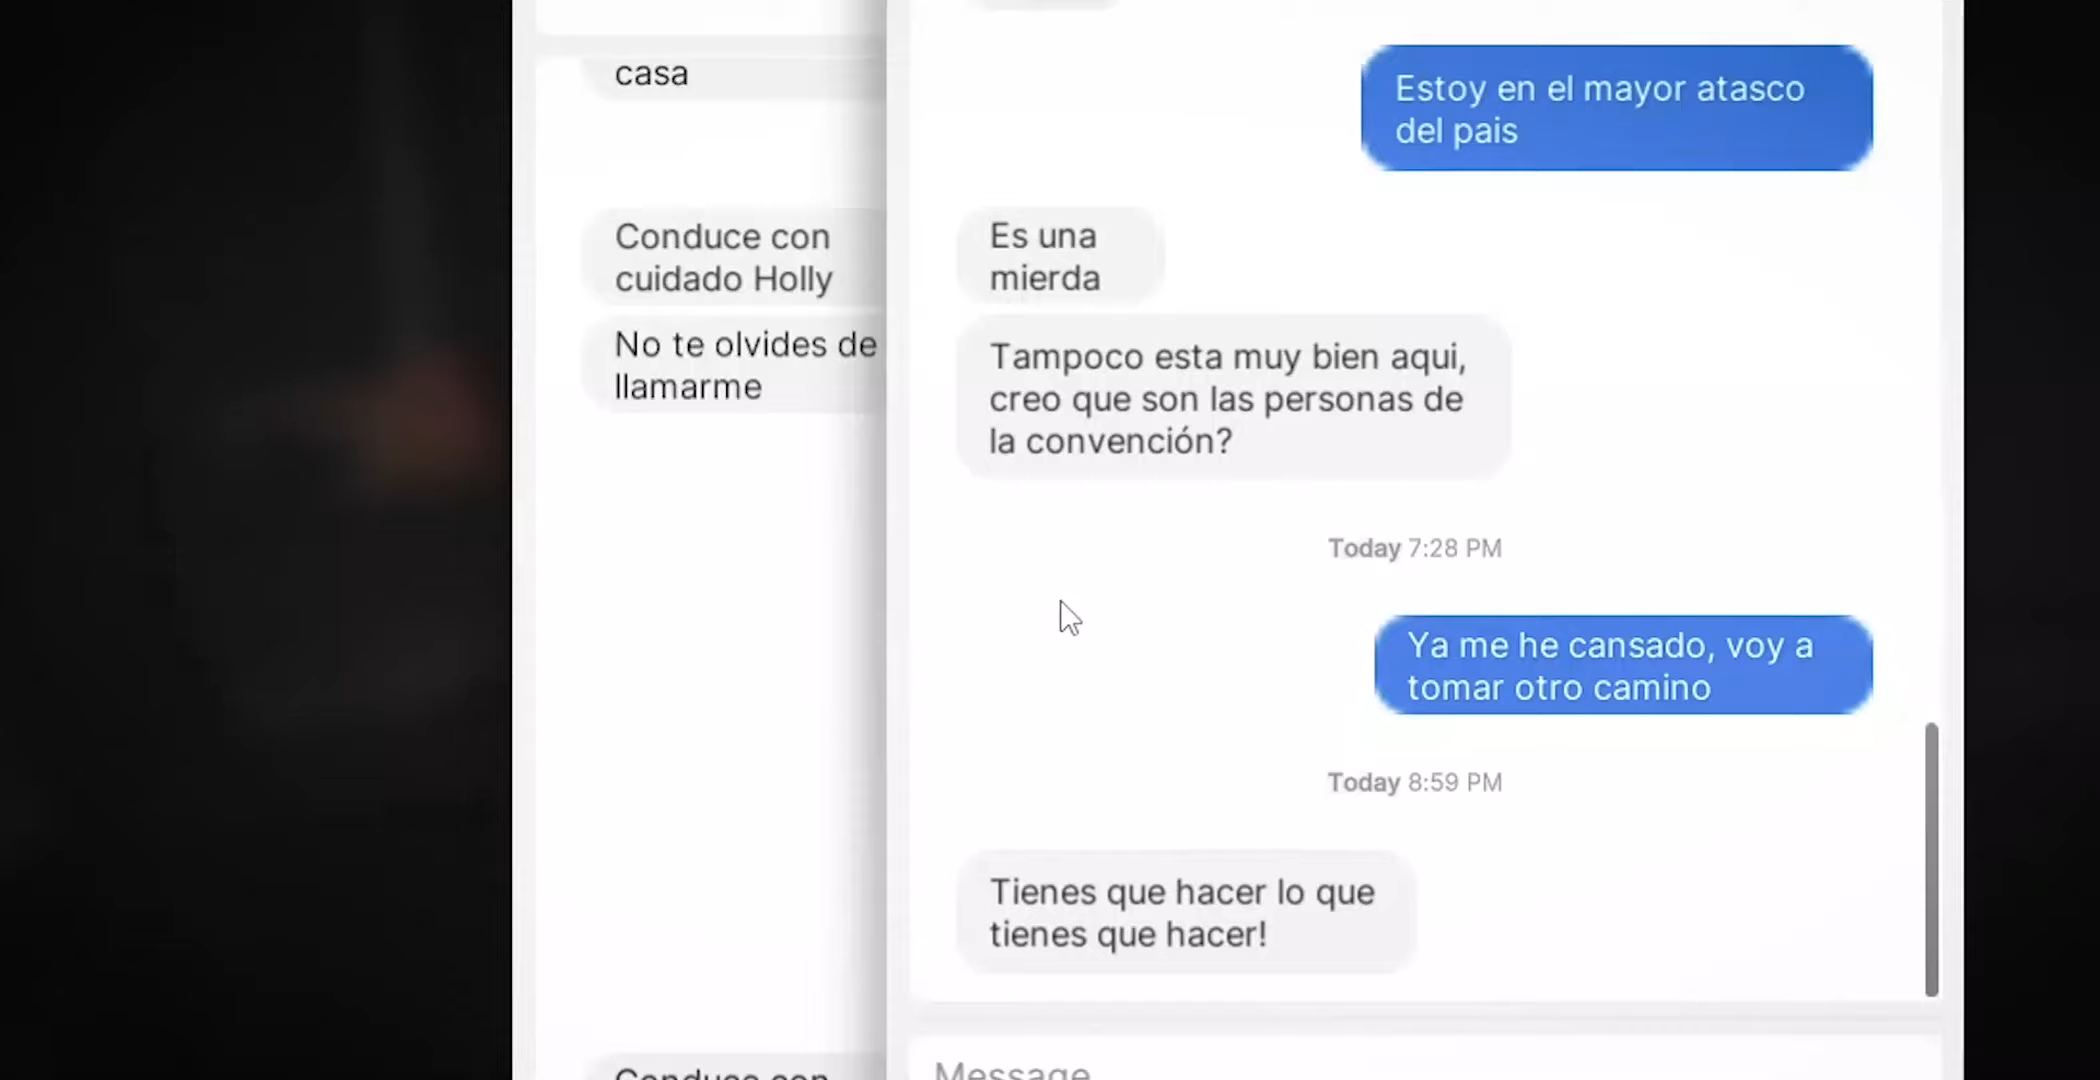 casa
Conduce con
cuidado Holly
No te olvides de
llamarme
Conduce con
Estoy en el mayor atasco
del pais
Es una
mierda
Tampoco esta muy bien aqui,
creo que son las personas de
la convención?
Today 7:28 PM
Ya me he cansado, voy a
tomar otro camino
Today 8:59 PM
Tienes que hacer lo que
tienes que hacer!
Message